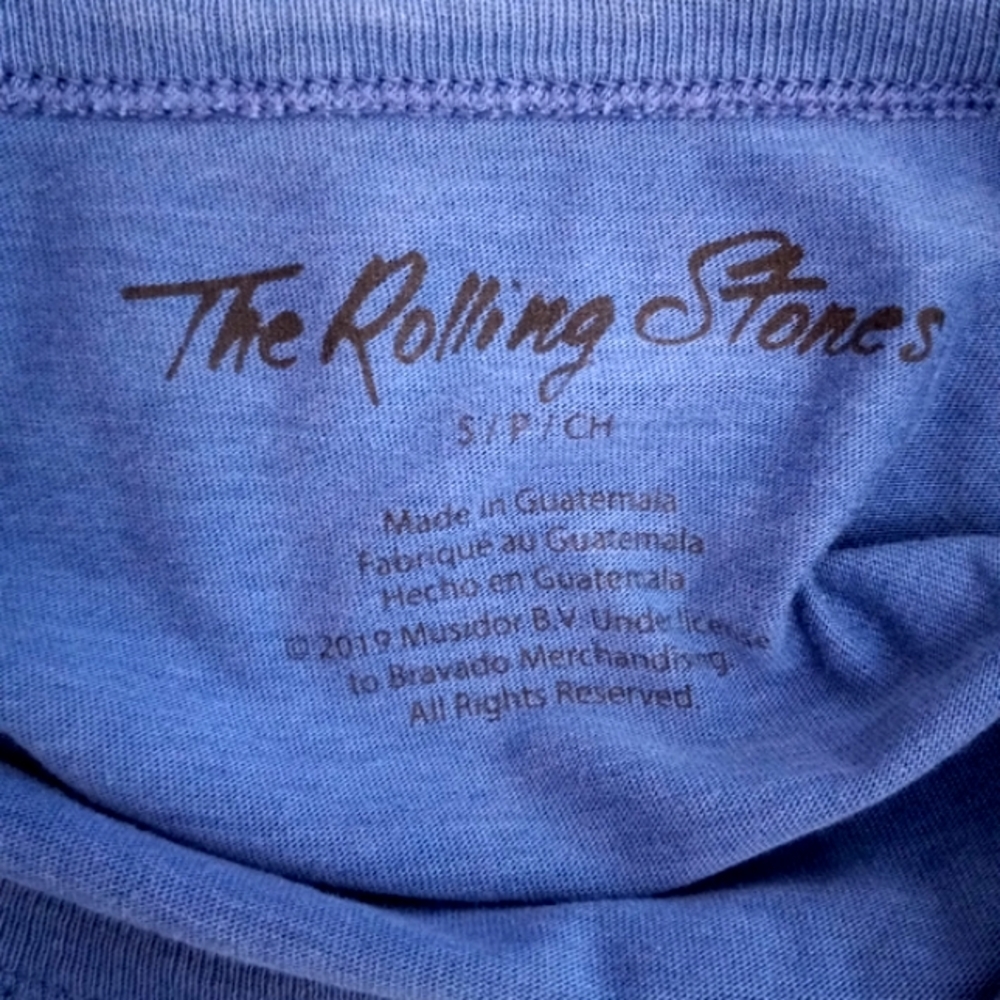 The Rolling Stones
S / P / CH
Made in Guatemala
Fabriqué au Guatemala
Hecho en Guatemala
© 2019 Musidor B.V. Under license
to Bravado Merchandising.
All Rights Reserved.